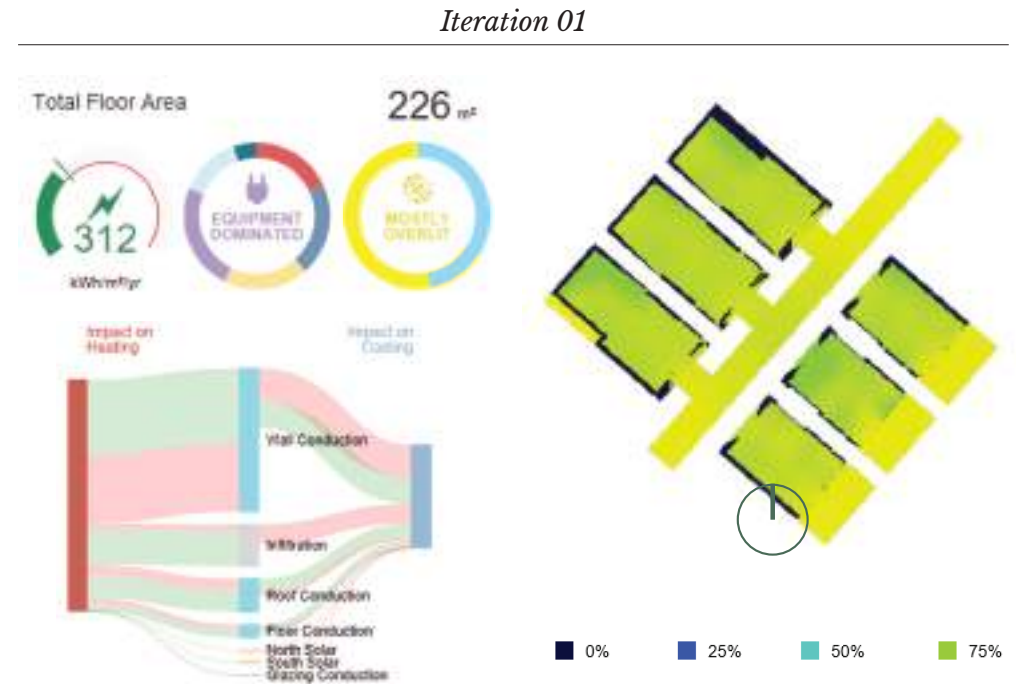 Iteration 01
Total Floor Area
226 m²
312
kWh/m²/yr
EQUIPMENT
DOMINATED
MOSTLY
OVERLIT
Impact on
Heating
Impact on
Cooling
Wall Conduction
Infiltration
Roof Conduction
Floor Conduction
North Solar
South Solar
Glazing Conduction
0%
25%
50%
75%